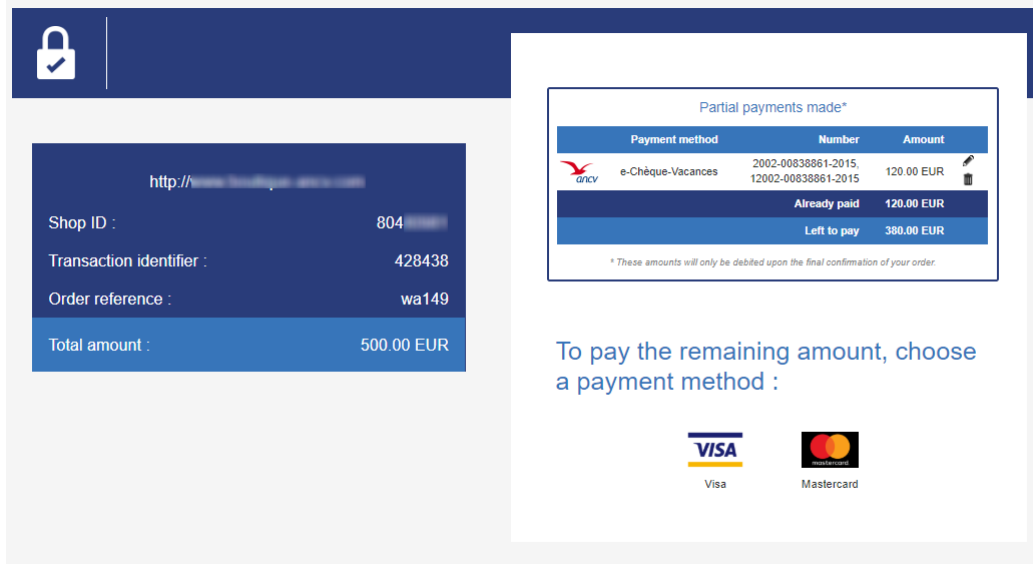 http://
Shop ID : 804
Transaction identifier : 428438
Order reference : wa149
Total amount : 500.00 EUR
Partial payments made*
Payment method Number Amount
ancv e-Chèque-Vacances 2002-00838861-2015, 120.00 EUR
12002-00838861-2015
Already paid 120.00 EUR
Left to pay 380.00 EUR
* These amounts will only be debited upon the final confirmation of your order.
To pay the remaining amount, choose
a payment method :
VISA mastercard
Visa Mastercard